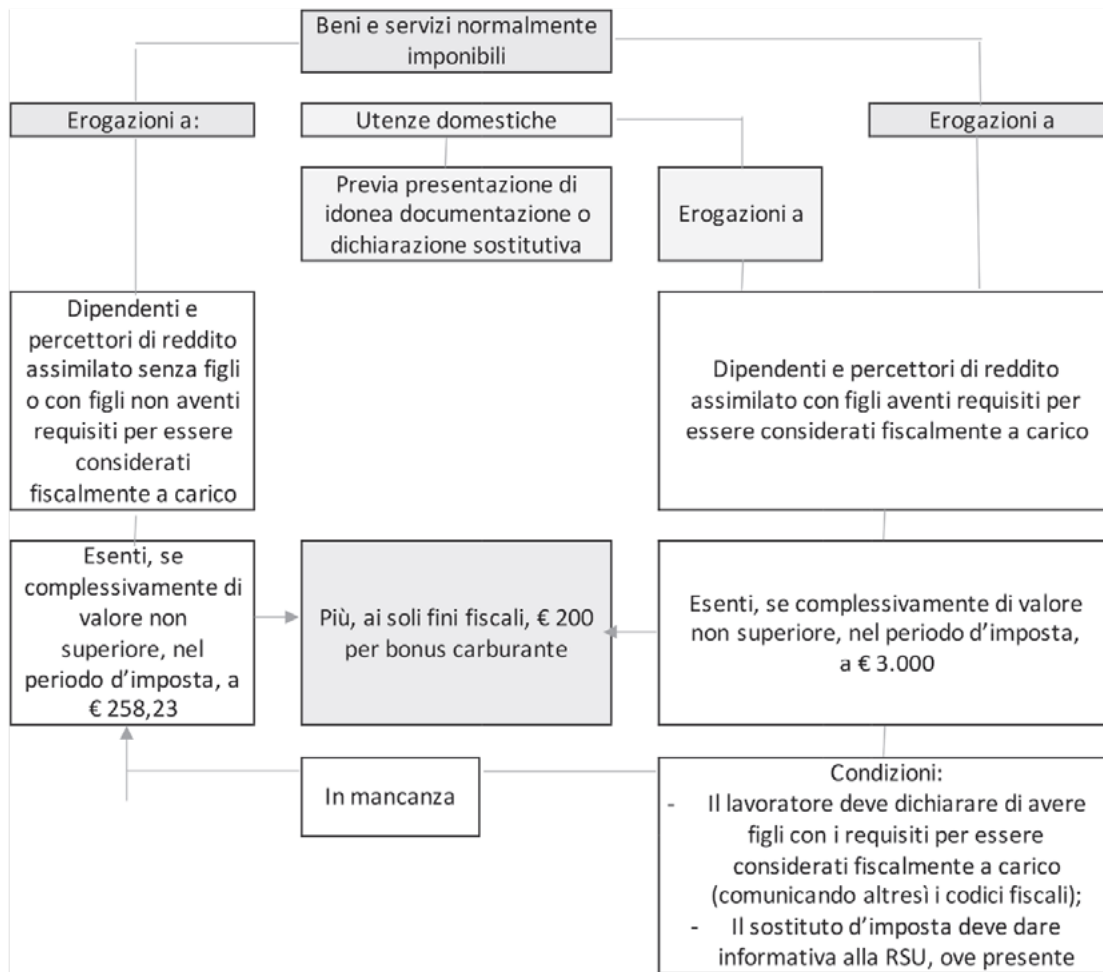 Beni e servizi normalmente
imponibili
Erogazioni a:
Utenze domestiche
Erogazioni a
Previa presentazione di
idonea documentazione o
dichiarazione sostitutiva
Erogazioni a
Dipendenti e
percettori di reddito
assimilato senza figli
o con figli non aventi
requisiti per essere
considerati
fiscalmente a carico
Dipendenti e percettori di reddito
assimilato con figli aventi requisiti per
essere considerati fiscalmente a carico
Esenti, se
complessivamente di
valore non
superiore, nel
periodo d'imposta, a
€ 258,23
Più, ai soli fini fiscali, € 200
per bonus carburante
Esenti, se complessivamente di valore
non superiore, nel periodo d'imposta,
a € 3.000
In mancanza
Condizioni:
- Il lavoratore deve dichiarare di avere
figli con i requisiti per essere
considerati fiscalmente a carico
(comunicando altresì i codici fiscali);
- Il sostituto d'imposta deve dare
informativa alla RSU, ove presente